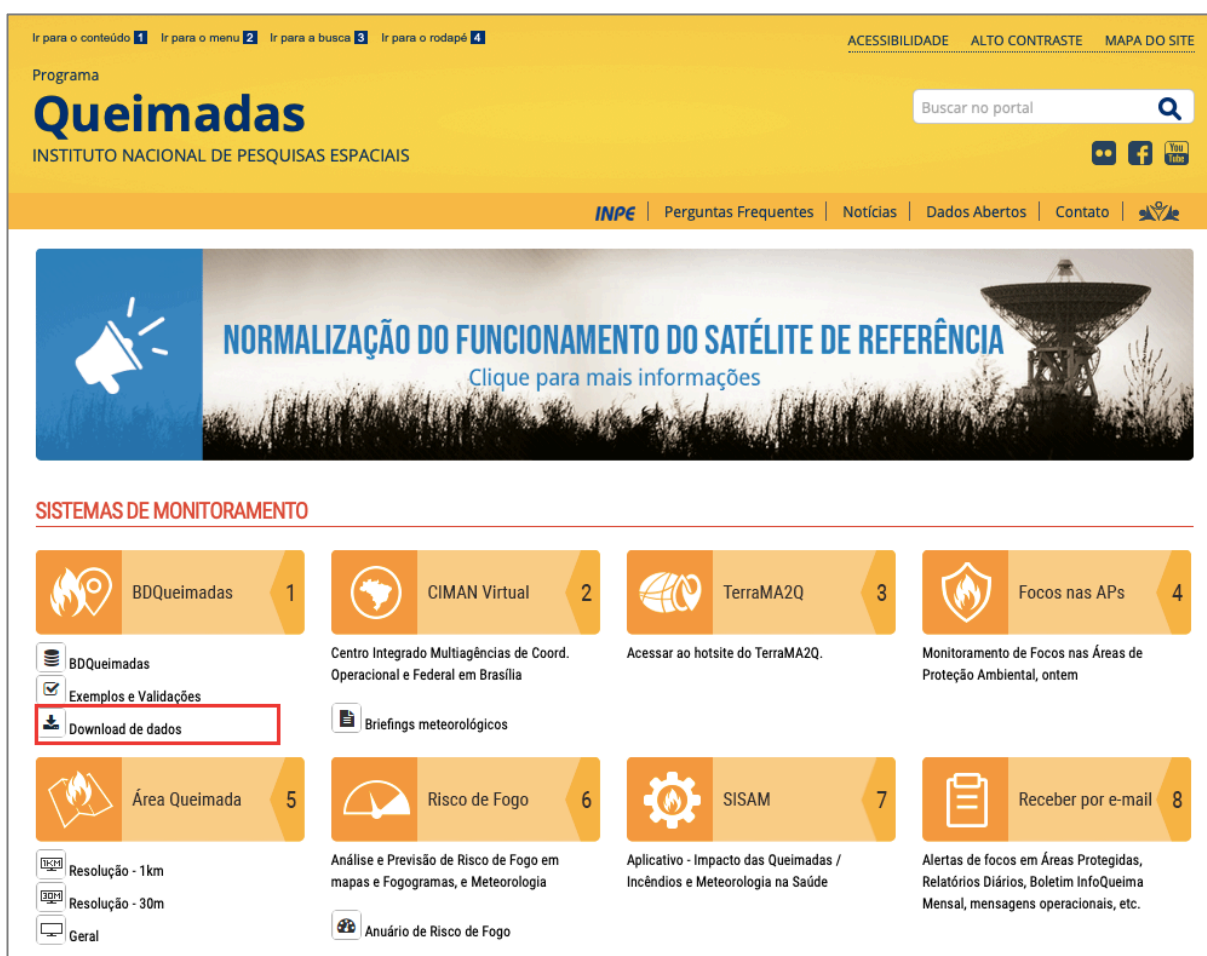 Ir para o conteúdo 1 Ir para o menu 2 Ir para a busca 3 Ir para o rodapé 4
ACESSIBILIDADE ALTO CONTRASTE MAPA DO SITE
Programa
Queimadas
INSTITUTO NACIONAL DE PESQUISAS ESPACIAIS
Buscar no portal
You Tube
INPE Perguntas Frequentes Notícias Dados Abertos Contato
NORMALIZAÇÃO DO FUNCIONAMENTO DO SATÉLITE DE REFERÊNCIA
Clique para mais informações
SISTEMAS DE MONITORAMENTO
BDQueimadas 1
BDQueimadas
Exemplos e Validações
Download de dados
CIMAN Virtual 2
Centro Integrado Multiagências de Coord.
Operacional e Federal em Brasília
Briefings meteorológicos
TerraMA2Q 3
Acessar ao hotsite do TerraMA2Q.
Focos nas APs 4
Monitoramento de Focos nas Áreas de
Proteção Ambiental, ontem
Área Queimada 5
1KM Resolução - 1km
30M Resolução - 30m
Geral
Risco de Fogo 6
Análise e Previsão de Risco de Fogo em
mapas e Fogogramas, e Meteorologia
Anuário de Risco de Fogo
SISAM 7
Aplicativo - Impacto das Queimadas /
Incêndios e Meteorologia na Saúde
Receber por e-mail 8
Alertas de focos em Áreas Protegidas,
Relatórios Diários, Boletim InfoQueima
Mensal, mensagens operacionais, etc.